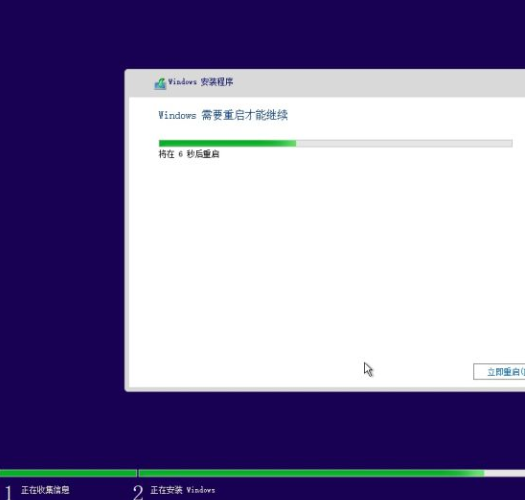 Windows 安装程序
Windows 需要重启才能继续
将在 6 秒后重启
立即重启(
1 正在收集信息
2 正在安装 Windows